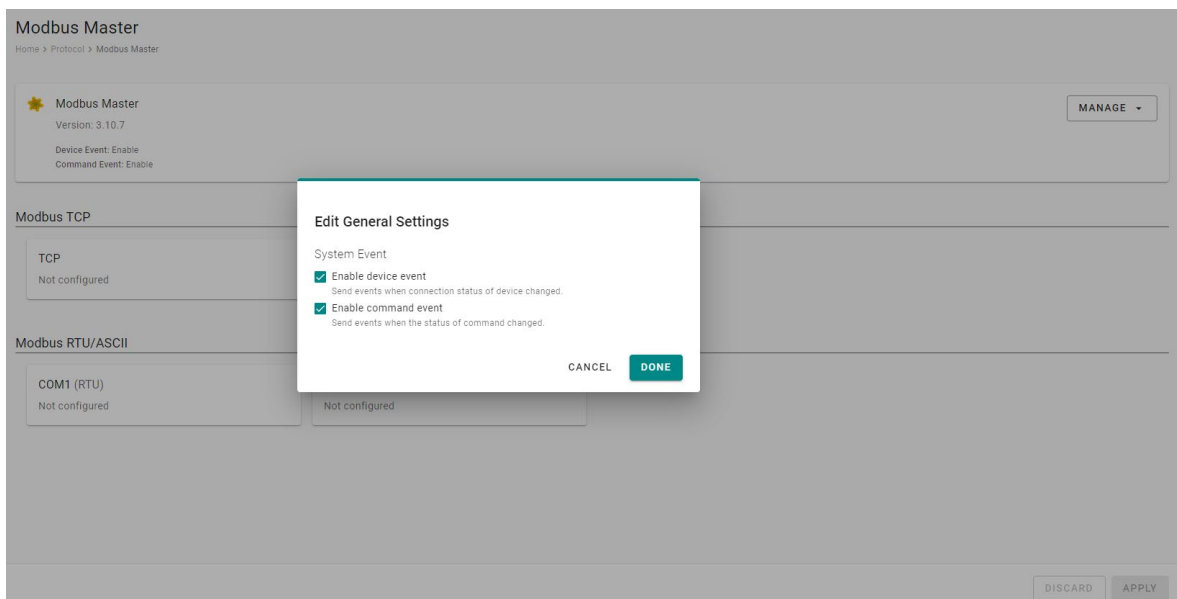 Modbus Master
Home > Protocol > Modbus Master
Modbus Master
MANAGE
Version: 3.10.7
Device Event: Enable
Command Event: Enable
Modbus TCP
TCP
Not configured
Edit General Settings
System Event
Enable device event
Send events when connection status of device changed.
Enable command event
Send events when the status of command changed.
CANCEL DONE
Modbus RTU/ASCII
COM1 (RTU)
Not configured
Not configured
DISCARD APPLY